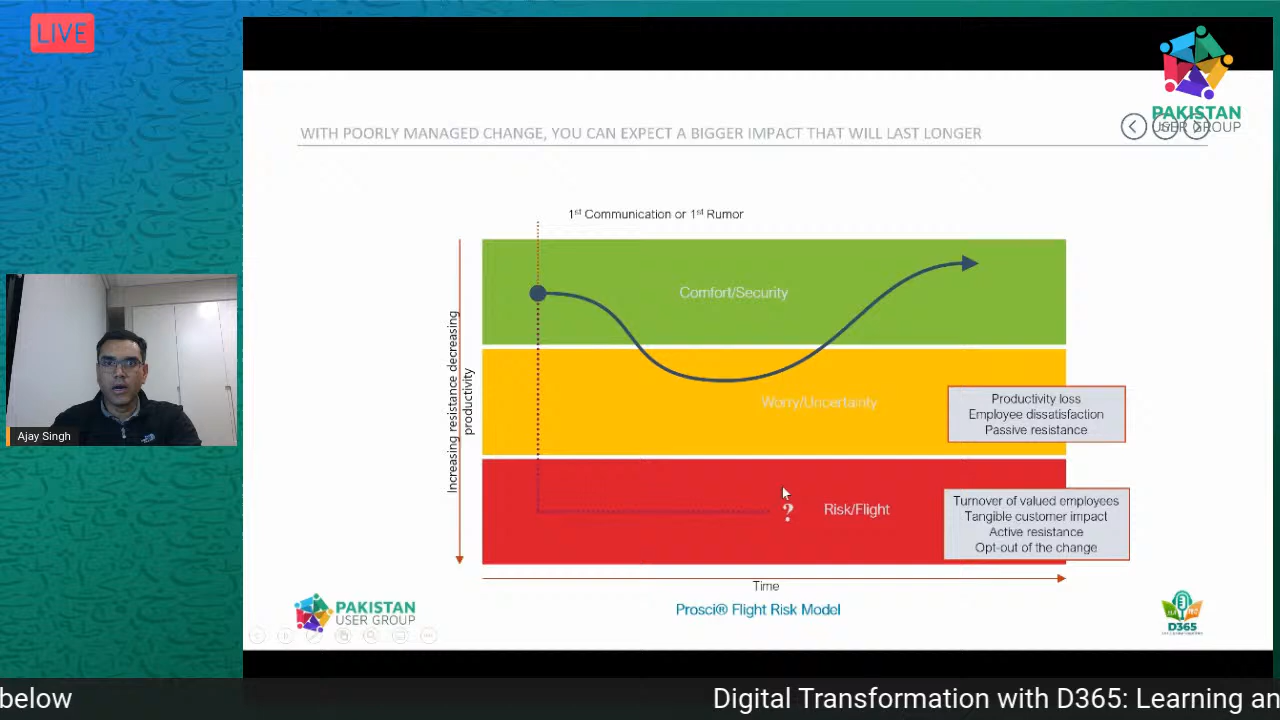 LIVE
PAKISTAN
USER GROUP
WITH POORLY MANAGED CHANGE, YOU CAN EXPECT A BIGGER IMPACT THAT WILL LAST LONGER
1st Communication or 1st Rumor
Comfort/Security
Increasing resistance decreasing
productivity
Worry/Uncertainty
Productivity loss
Employee dissatisfaction
Passive resistance
?
Risk/Flight
Turnover of valued employees
Tangible customer impact
Active resistance
Opt-out of the change
Time
Prosci® Flight Risk Model
PAKISTAN
USER GROUP
D365
Ajay Singh
below
Digital Transformation with D365: Learning an